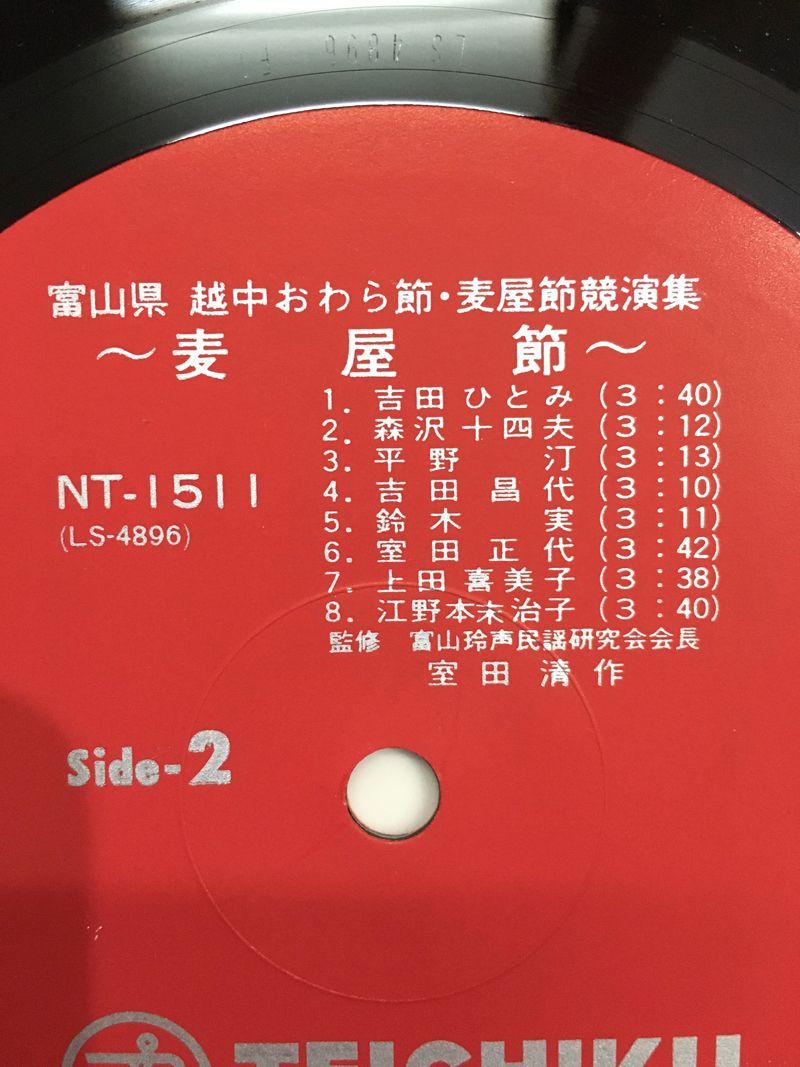 LS 4896
富山県 越中おわら節・麦屋節競演集
～麦 屋 節～
1. 吉田 ひとみ (3:40)
2. 森沢 十四夫 (3:12)
3. 平野 汀 (3:13)
4. 吉田 昌代 (3:10)
5. 鈴木 実 (3:11)
6. 室田 正代 (3:42)
7. 上田 喜美子 (3:38)
8. 江野本末治子 (3:40)
NT-1511
(LS-4896)
監修 富山玲声民謡研究会会長
室田 清作
Side-2
TEICHIKU